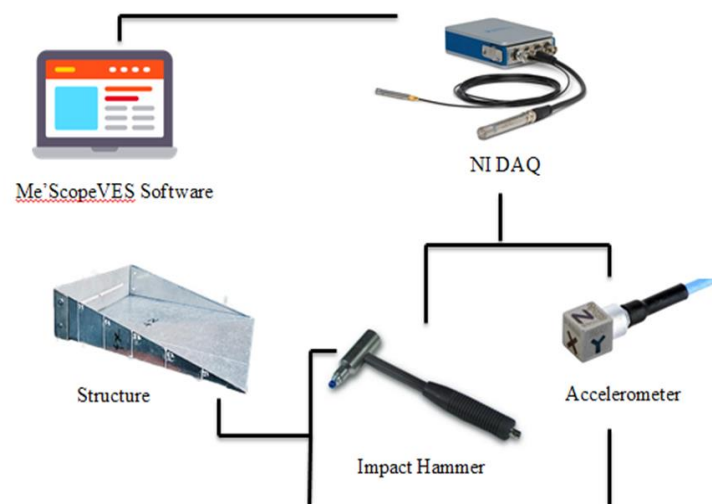 NI DAQ
Me'ScopeVES Software
Structure
Impact Hammer
Accelerometer
Z
X Y